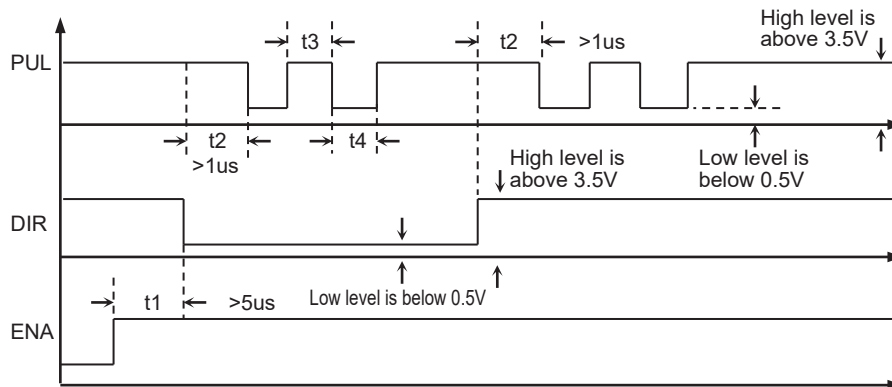 High level is
above 3.5V
t3
t2
>1us
PUL
t2
>1us
t4
High level is
above 3.5V
Low level is
below 0.5V
DIR
t1
>5us
Low level is below 0.5V
ENA